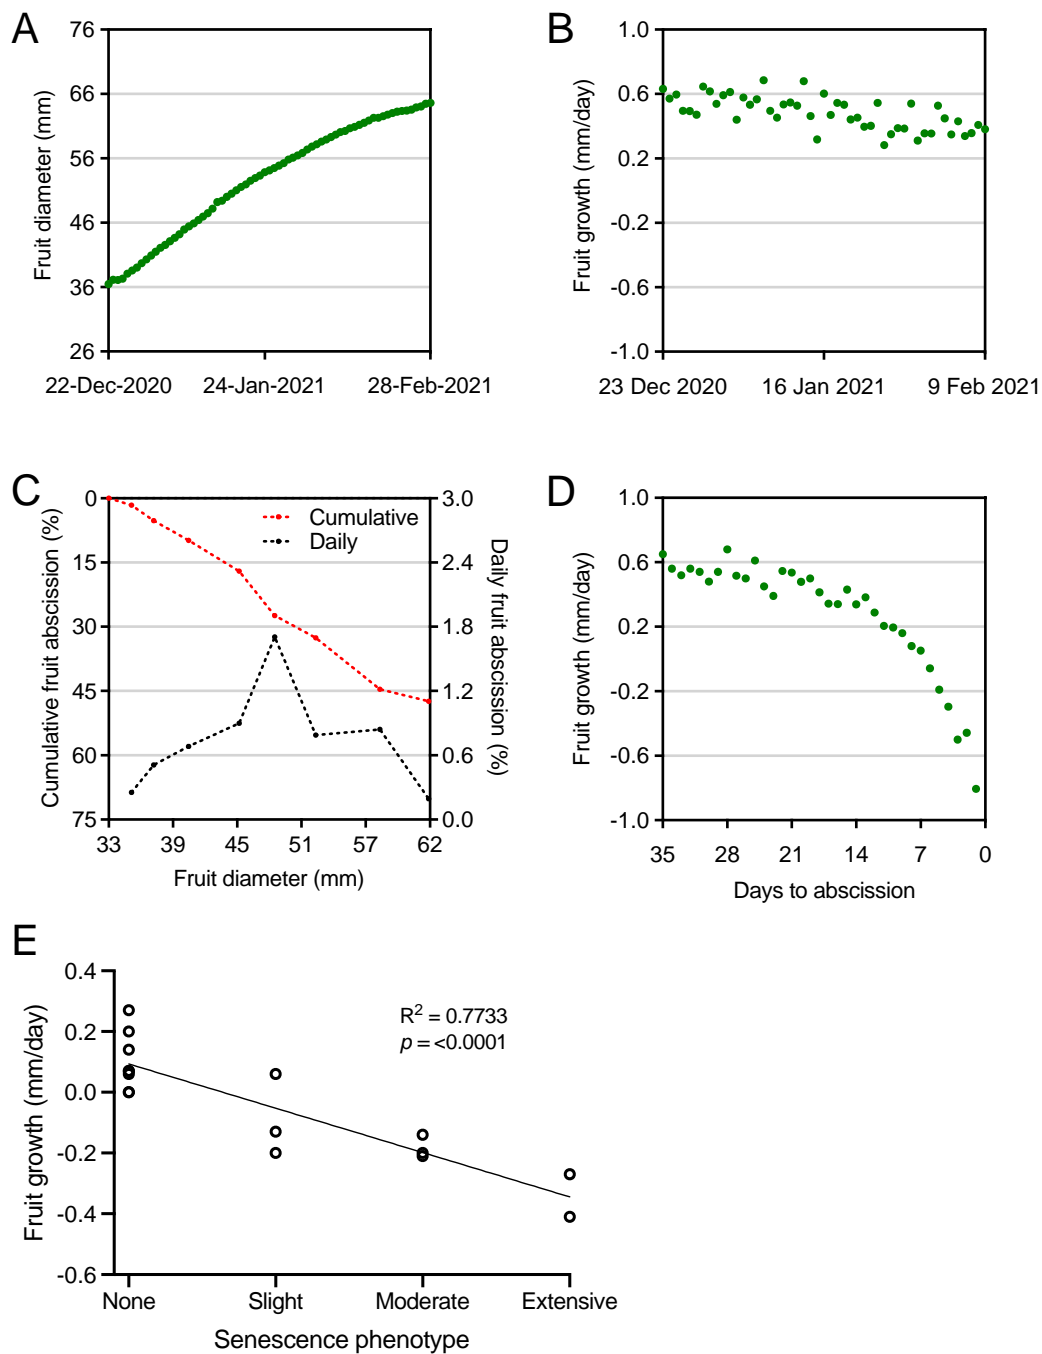 A
Fruit diameter (mm)
76
66
56
46
36
26
22-Dec-2020 24-Jan-2021 28-Feb-2021
B
Fruit growth (mm/day)
1.0
0.6
0.2
-0.2
-0.6
-1.0
23 Dec 2020 16 Jan 2021 9 Feb 2021
C
Cumulative fruit abscission (%)
0
15
30
45
60
75
Cumulative
Daily
3.0
2.4
1.8
1.2
0.6
0.0
Daily fruit abscission (%)
33 39 45 51 57 62
Fruit diameter (mm)
D
Fruit growth (mm/day)
1.0
0.6
0.2
-0.2
-0.6
-1.0
35 28 21 14 7 0
Days to abscission
E
Fruit growth (mm/day)
0.4
0.2
0.0
-0.2
-0.4
-0.6
R² = 0.7733
p = <0.0001
None Slight Moderate Extensive
Senescence phenotype